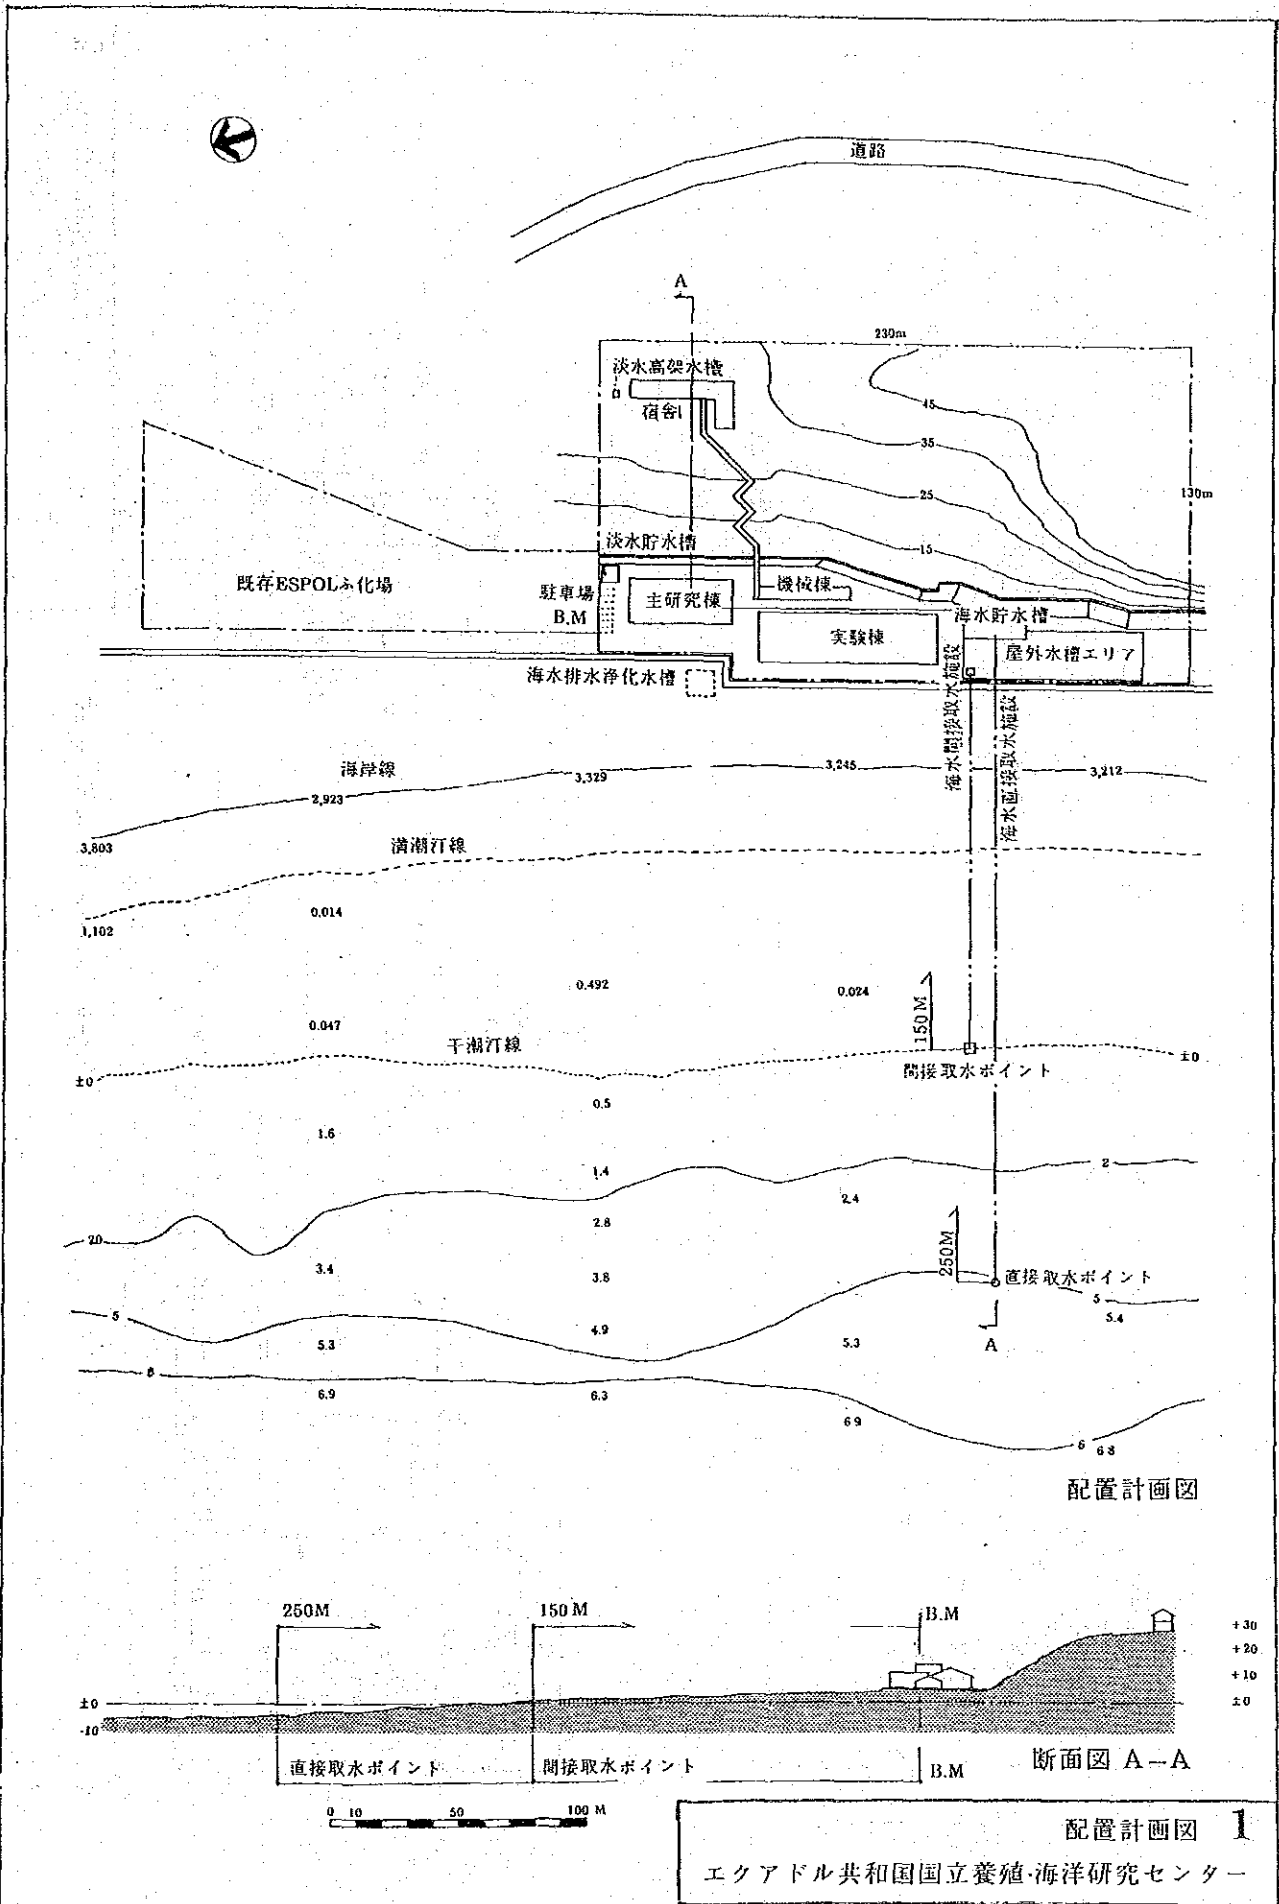 道路
A
230m
淡水高架水槽
宿舎
45
35
25
130m
15
淡水貯水槽
既存ESPOLふ化場
駐車場
B.M
主研究棟
機械棟
海水貯水槽
実験棟
屋外水槽エリア
海水排水浄化水槽
海水間接取水施設
海水直接取水施設
海岸線
2,923
3,329
3,245
3,212
3,803
満潮汀線
0.014
1,102
0.492
0.024
0.047
150M
干潮汀線
±0
±0
間接取水ポイント
0.5
1.6
1.4
2
2.4
2.8
20
250M
3.4
3.8
直接取水ポイント
5
5
5.4
4.9
5.3
5.3
A
6
6.9
6.3
69
6
68
配置計画図
250M
150M
B.M
+30
+20
+10
±0
±0
-10
直接取水ポイント
間接取水ポイント
B.M
断面図 A-A
0 10 50 100 M
配置計画図 1
エクアドル共和国国立養殖·海洋研究センター